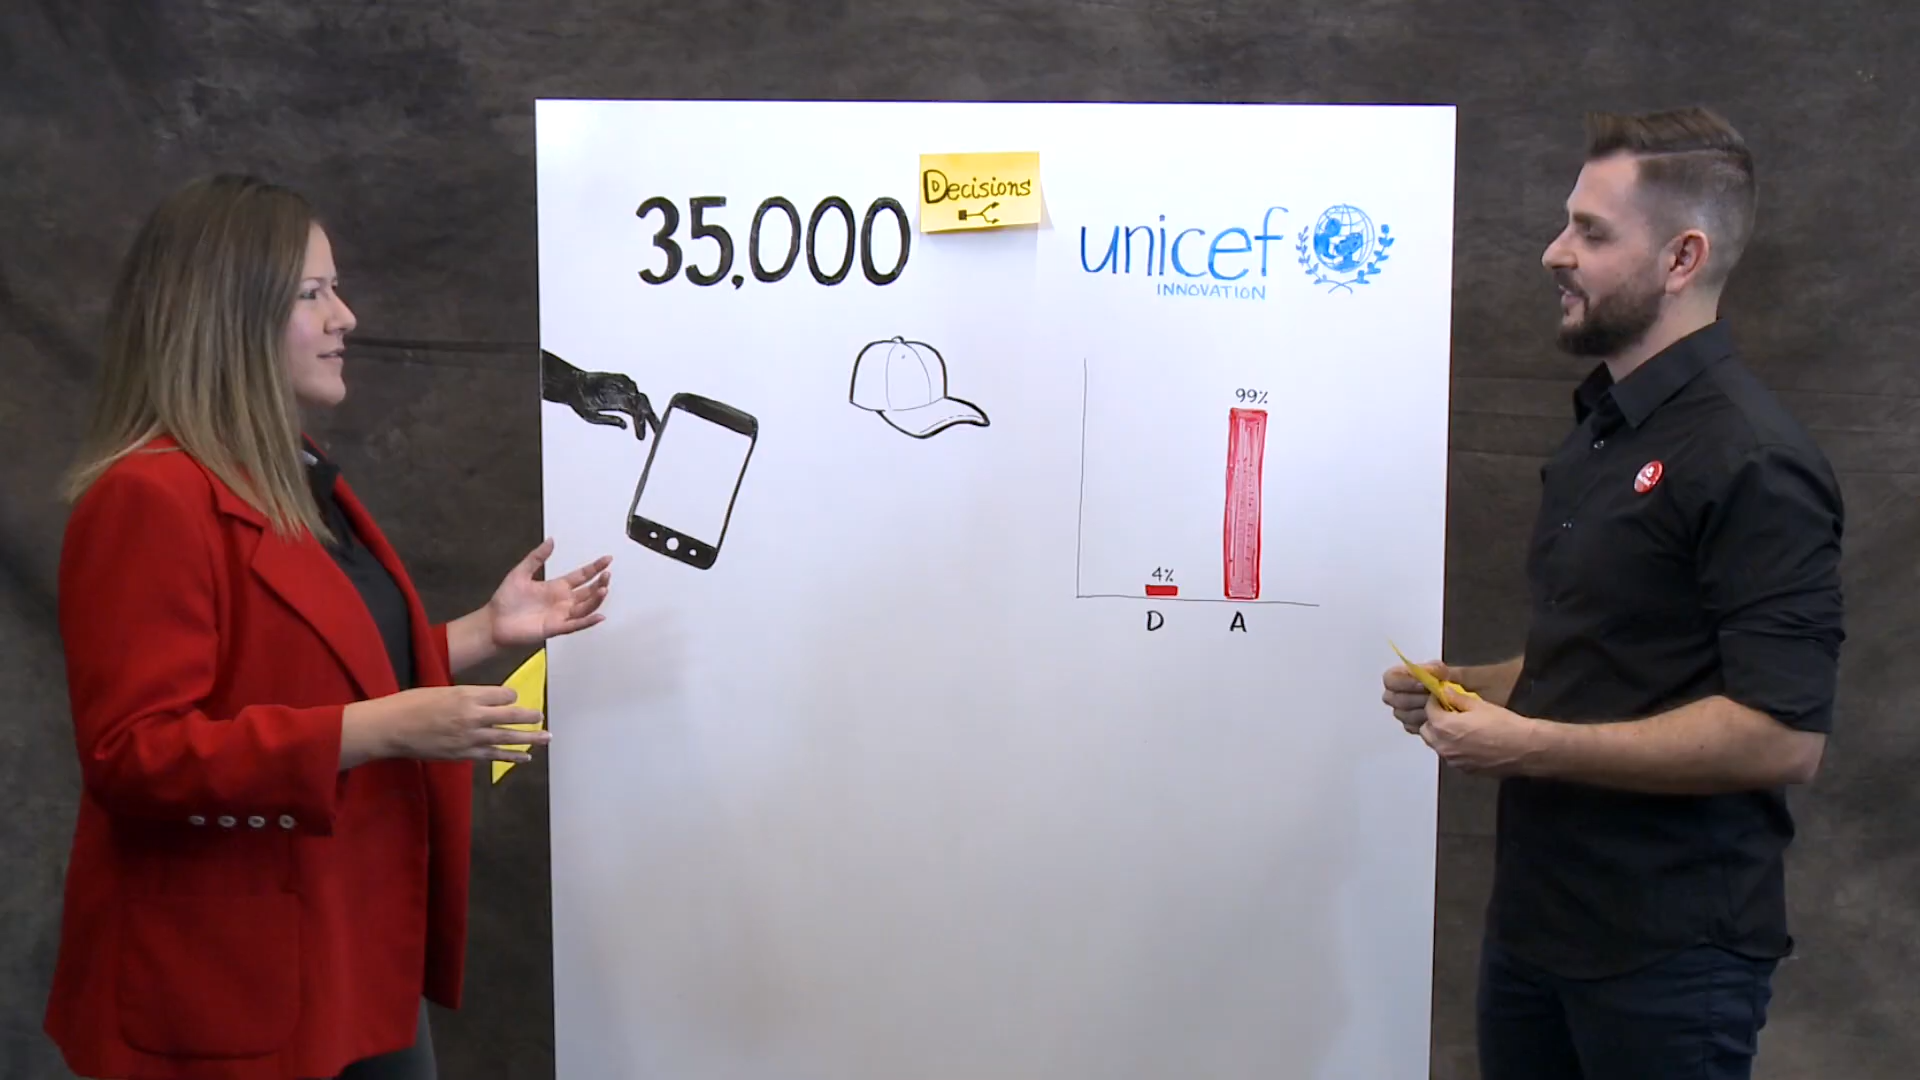 35,000
Decisions
unicef
INNOVATION
99%
4%
D A